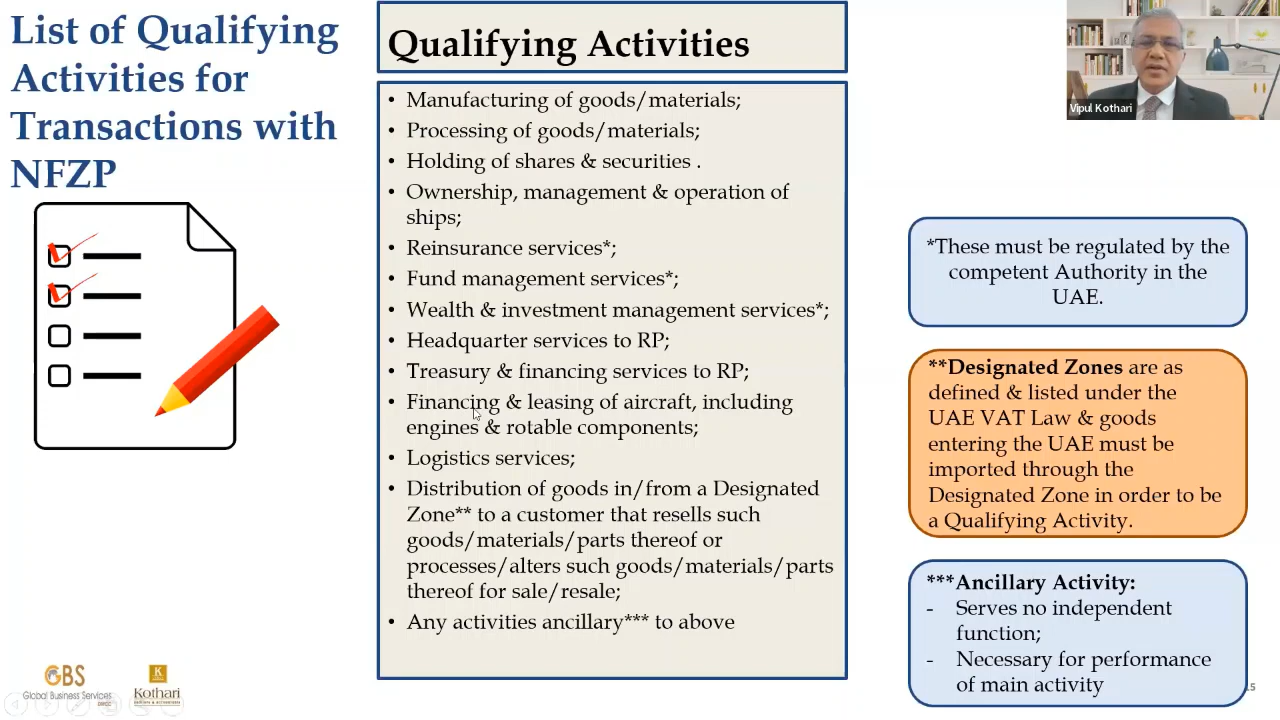 List of Qualifying
Activities for
Transactions with
NFZP
Qualifying Activities
• Manufacturing of goods/materials;
• Processing of goods/materials;
• Holding of shares & securities .
• Ownership, management & operation of
ships;
• Reinsurance services*;
• Fund management services*;
• Wealth & investment management services*;
• Headquarter services to RP;
• Treasury & financing services to RP;
• Financing & leasing of aircraft, including
engines & rotable components;
• Logistics services;
• Distribution of goods in/from a Designated
Zone** to a customer that resells such
goods/materials/parts thereof or
processes/alters such goods/materials/parts
thereof for sale/resale;
• Any activities ancillary*** to above
Vipul Kothari
*These must be regulated by the
competent Authority in the
UAE.
**Designated Zones are as
defined & listed under the
UAE VAT Law & goods
entering the UAE must be
imported through the
Designated Zone in order to be
a Qualifying Activity.
***Ancillary Activity:
- Serves no independent
function;
- Necessary for performance
of main activity
GBS
Global Business Services
K
Kothari
15